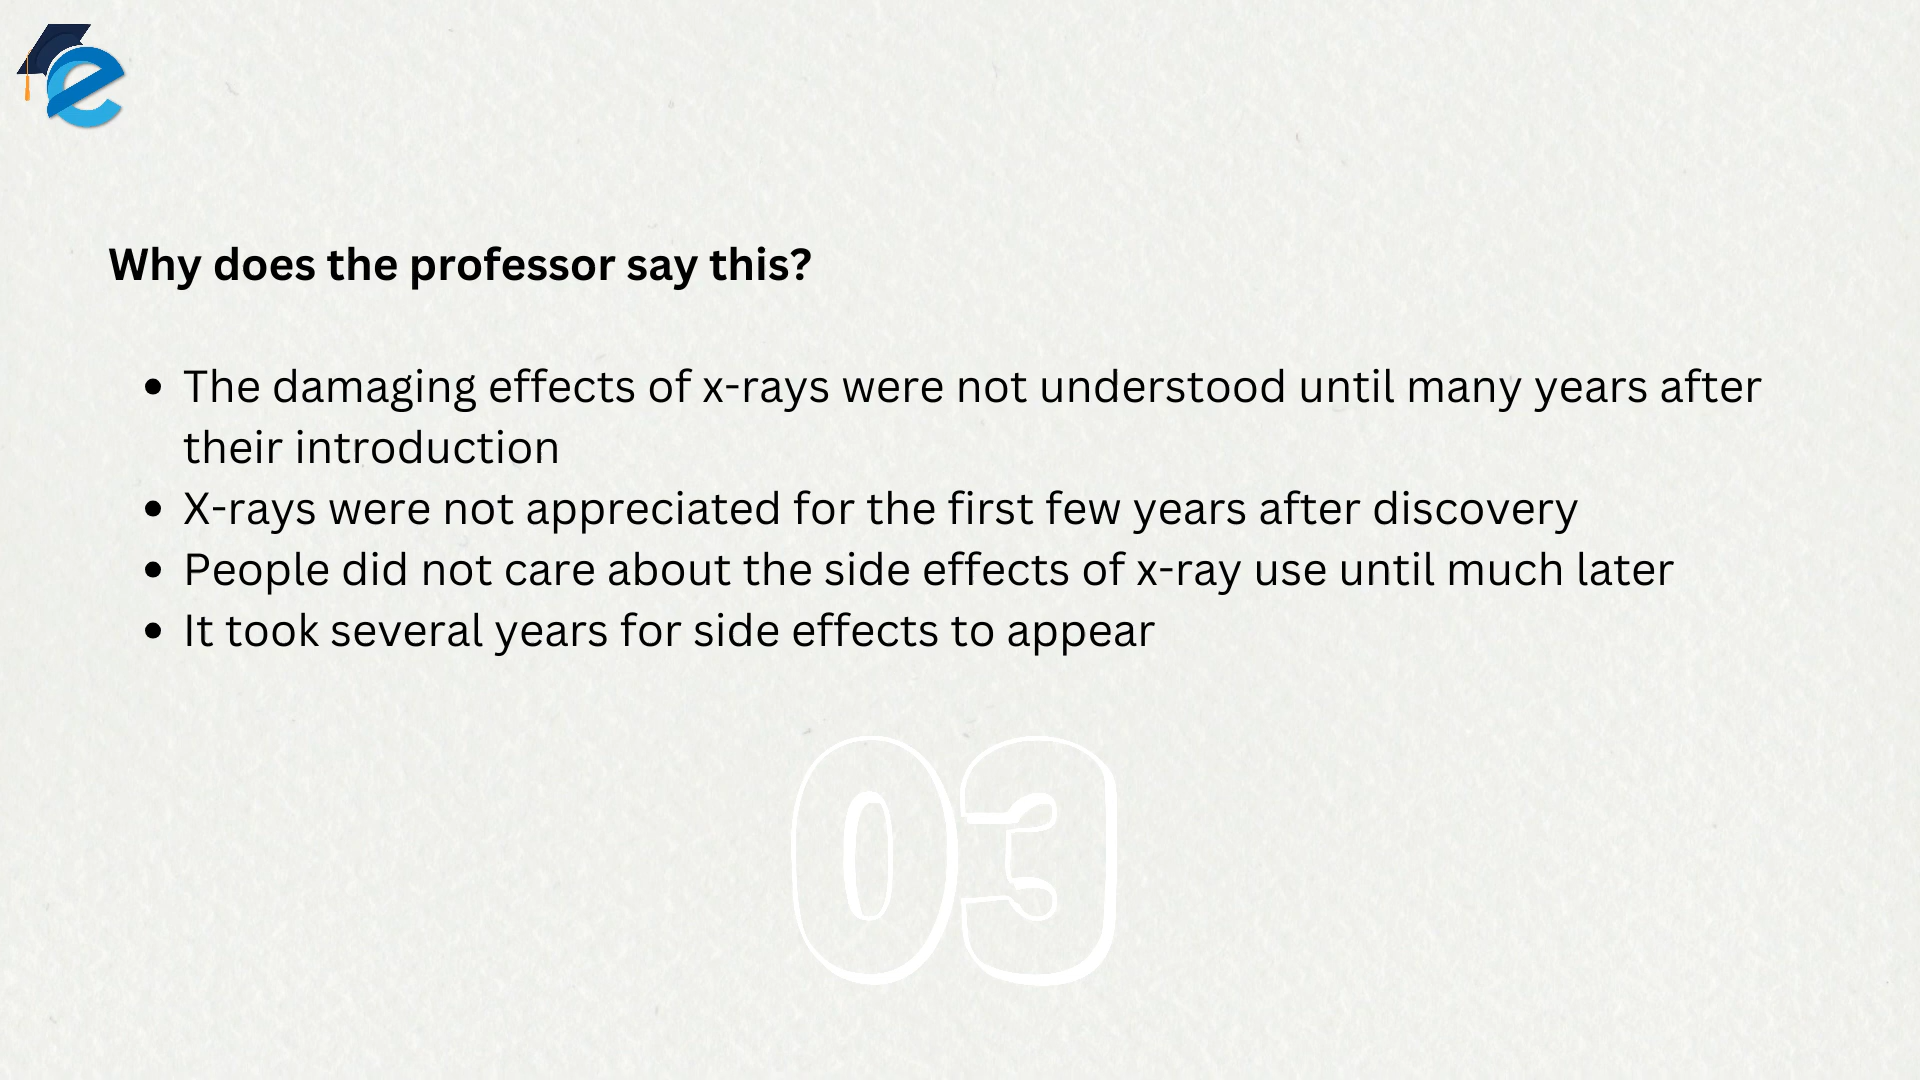 Why does the professor say this?
• The damaging effects of x-rays were not understood until many years after
their introduction
• X-rays were not appreciated for the first few years after discovery
• People did not care about the side effects of x-ray use until much later
• It took several years for side effects to appear
03